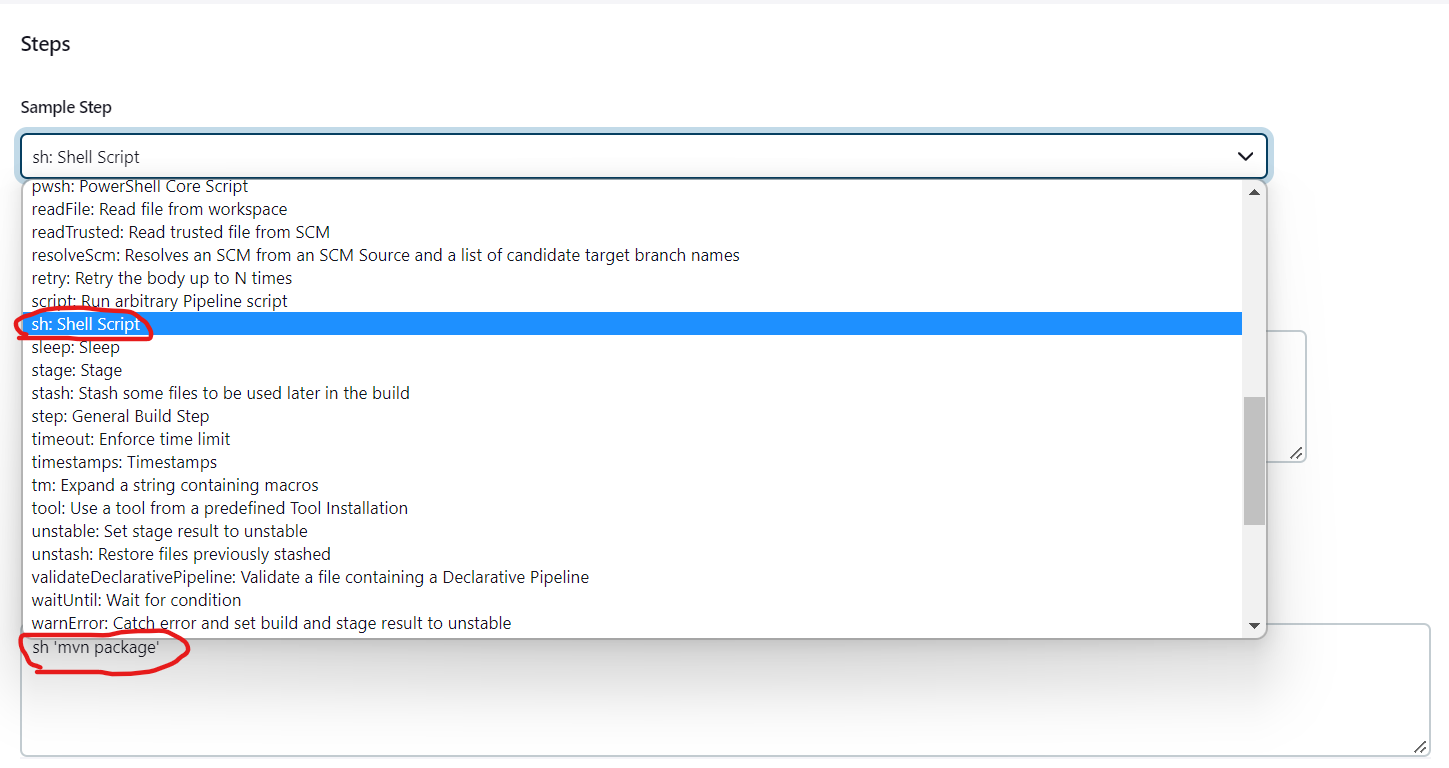 Steps
Sample Step
sh: Shell Script
pwsh: PowerShell Core Script
readFile: Read file from workspace
readTrusted: Read trusted file from SCM
resolveScm: Resolves an SCM from an SCM Source and a list of candidate target branch names
retry: Retry the body up to N times
script: Run arbitrary Pipeline script
sh: Shell Script
sleep: Sleep
stage: Stage
stash: Stash some files to be used later in the build
step: General Build Step
timeout: Enforce time limit
timestamps: Timestamps
tm: Expand a string containing macros
tool: Use a tool from a predefined Tool Installation
unstable: Set stage result to unstable
unstash: Restore files previously stashed
validateDeclarativePipeline: Validate a file containing a Declarative Pipeline
waitUntil: Wait for condition
warnError: Catch error and set build and stage result to unstable
sh 'mvn package'